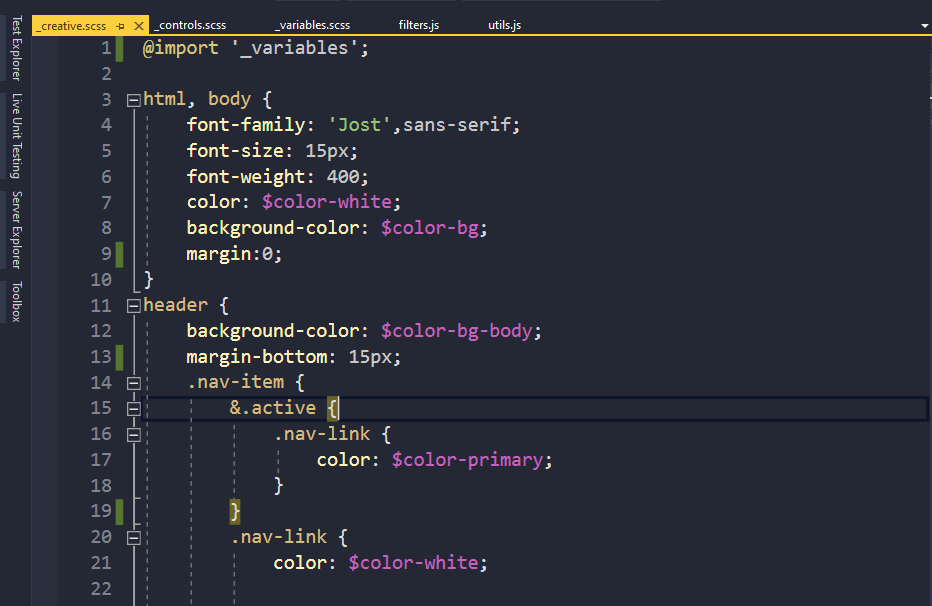 _creative.scss
_controls.scss
_variables.scss
filters.js
utils.js
Test Explorer
Live Unit Testing
Server Explorer
Toolbox
1 @import '_variables';
2
3 html, body {
4 font-family: 'Jost',sans-serif;
5 font-size: 15px;
6 font-weight: 400;
7 color: $color-white;
8 background-color: $color-bg;
9 margin:0;
10 }
11 header {
12 background-color: $color-bg-body;
13 margin-bottom: 15px;
14 .nav-item {
15 &.active {
16 .nav-link {
17 color: $color-primary;
18 }
19 }
20 .nav-link {
21 color: $color-white;
22